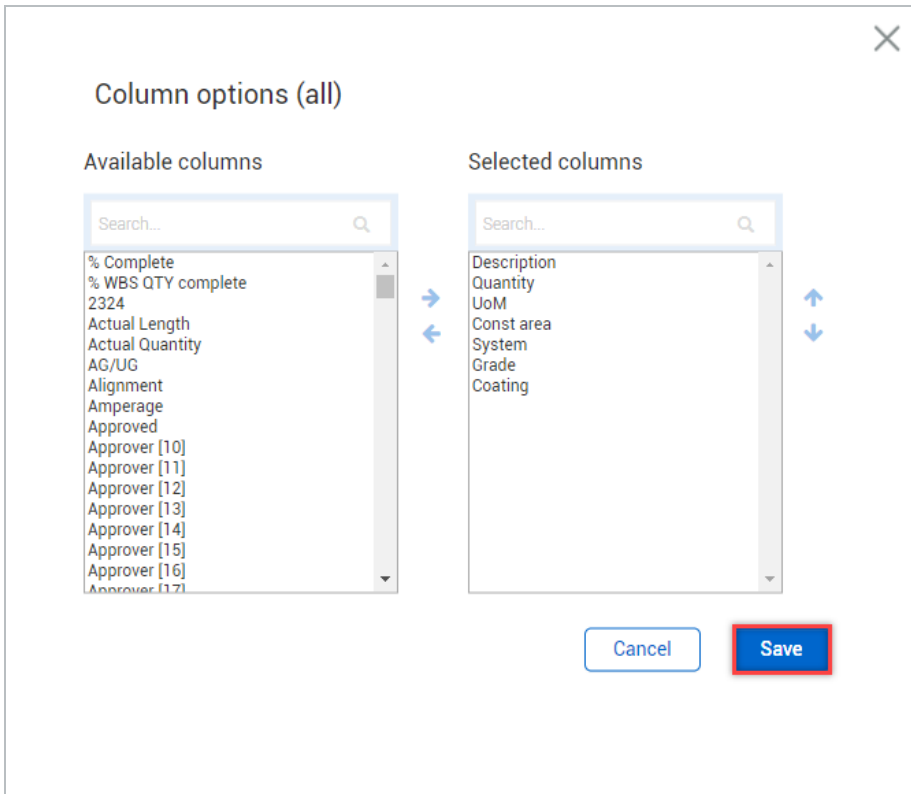 Column options (all)
Available columns
Search...
% Complete
% WBS QTY complete
2324
Actual Length
Actual Quantity
AG/UG
Alignment
Amperage
Approved
Approver [10]
Approver [11]
Approver [12]
Approver [13]
Approver [14]
Approver [15]
Approver [16]
Approver [17]
Selected columns
Search...
Description
Quantity
UoM
Const area
System
Grade
Coating
Cancel
Save